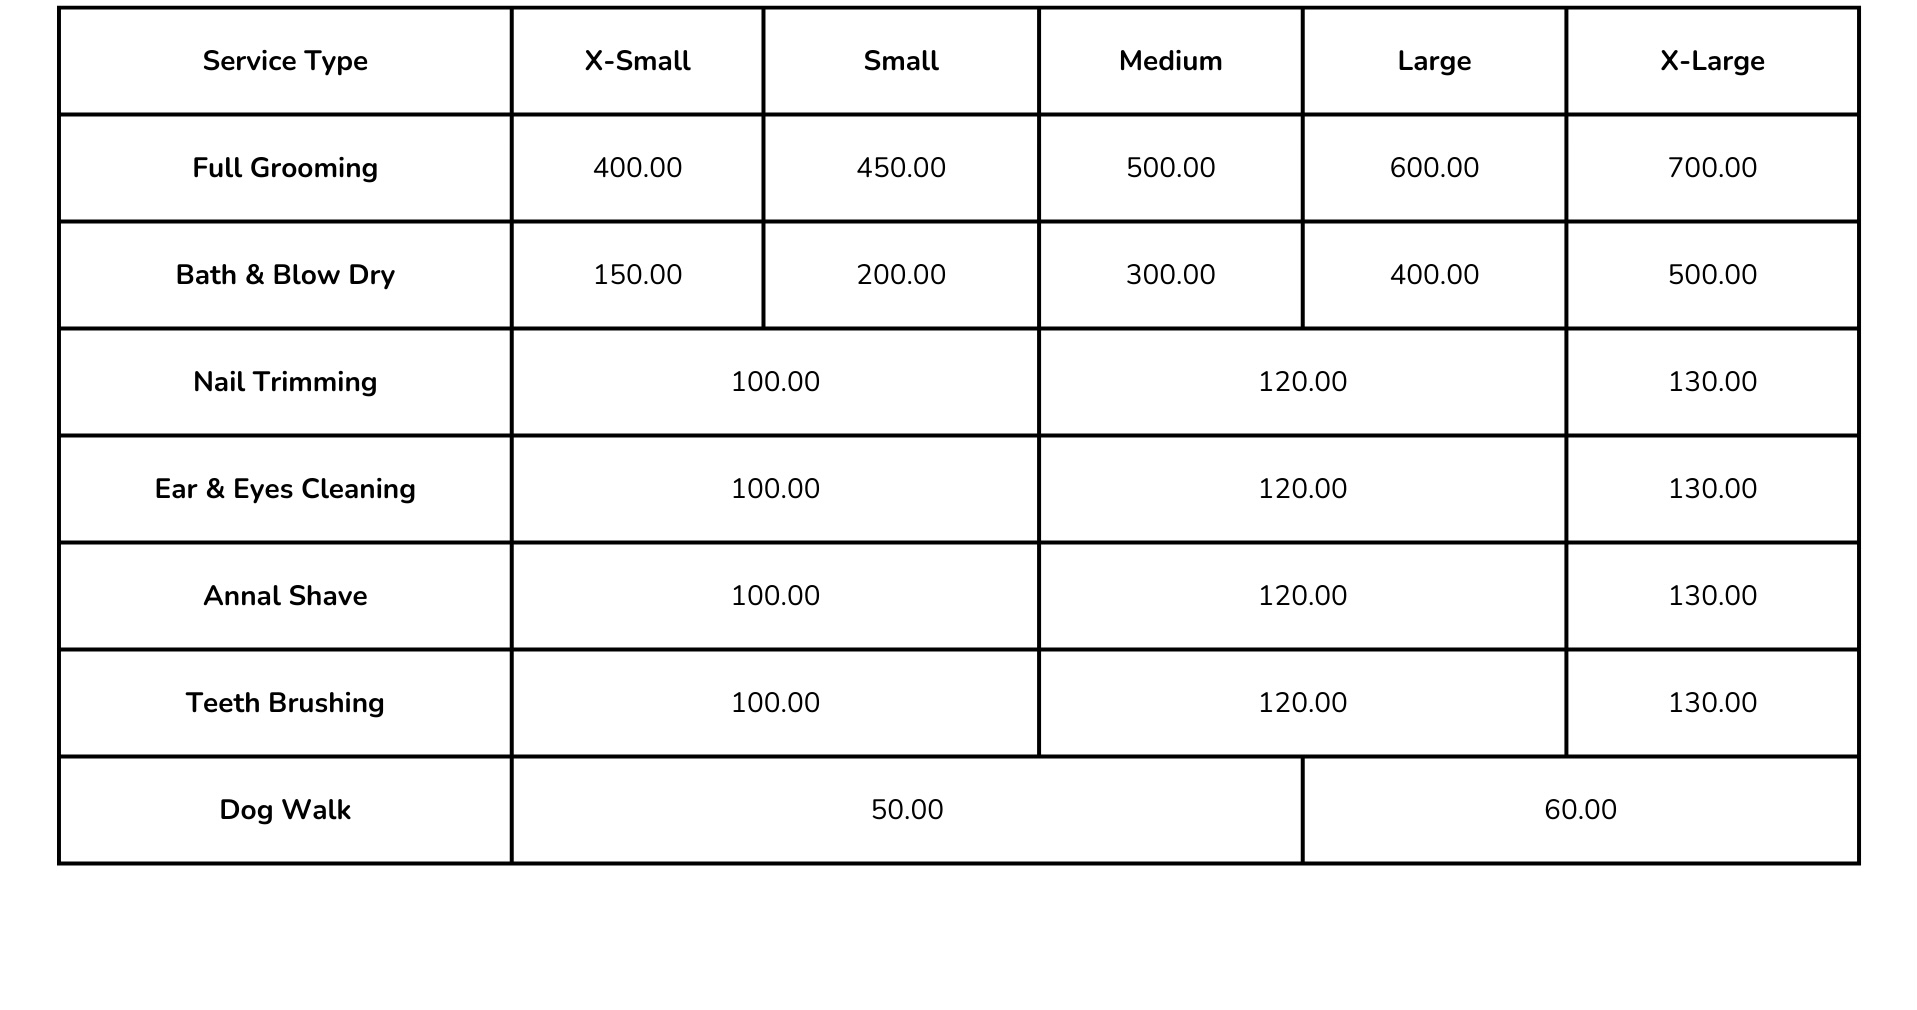 Service Type X-Small Small Medium Large X-Large
Full Grooming 400.00 450.00 500.00 600.00 700.00
Bath & Blow Dry 150.00 200.00 300.00 400.00 500.00
Nail Trimming 100.00 120.00 130.00
Ear & Eyes Cleaning 100.00 120.00 130.00
Annal Shave 100.00 120.00 130.00
Teeth Brushing 100.00 120.00 130.00
Dog Walk 50.00 60.00